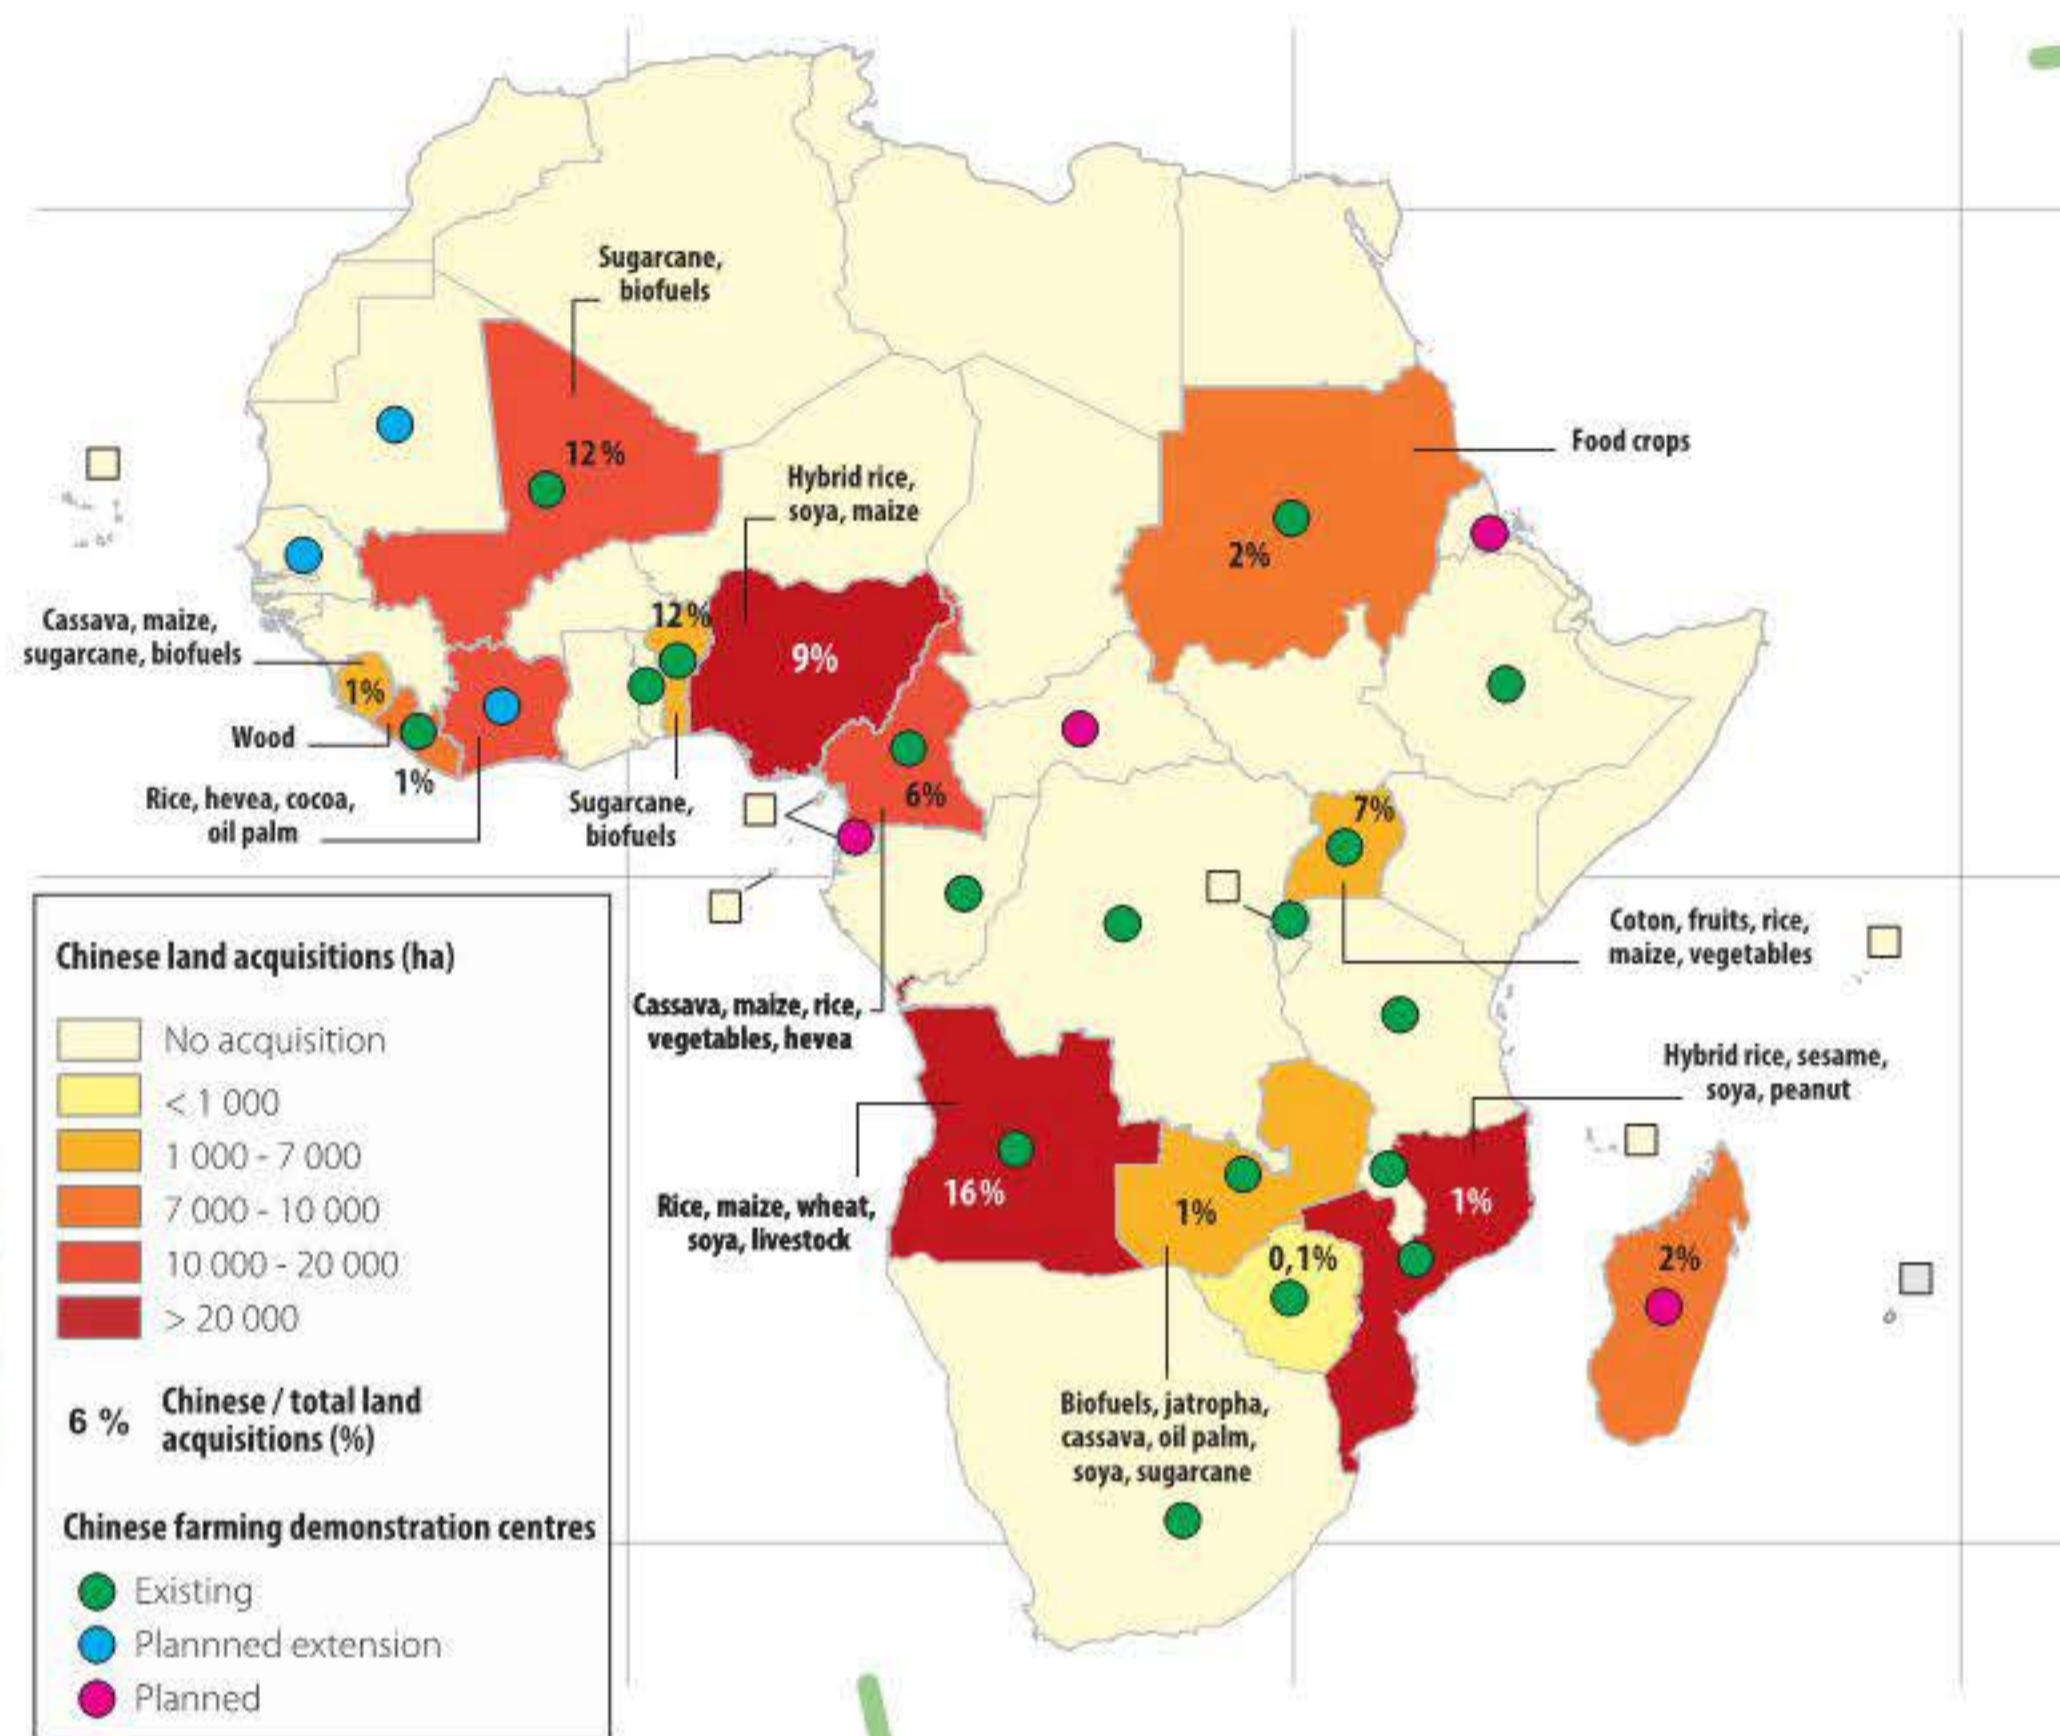 Sugarcane,
biofuels
12%
Food crops
Hybrid rice,
soya, maize
2%
Cassava, maize,
sugarcane, biofuels
12%
9%
1%
Wood
1%
Rice, hevea, cocoa,
oil palm
Sugarcane,
biofuels
6%
7%
Coton, fruits, rice,
maize, vegetables
Cassava, maize, rice,
vegetables, hevea
Hybrid rice, sesame,
soya, peanut
Rice, maize, wheat,
soya, livestock
16%
1%
1%
0,1%
2%
Biofuels, jatropha,
cassava, oil palm,
soya, sugarcane
Chinese land acquisitions (ha)
No acquisition
< 1 000
1 000 - 7 000
7 000 - 10 000
10 000 - 20 000
> 20 000
6 % Chinese / total land
acquisitions (%)
Chinese farming demonstration centres
Existing
Plannned extension
Planned